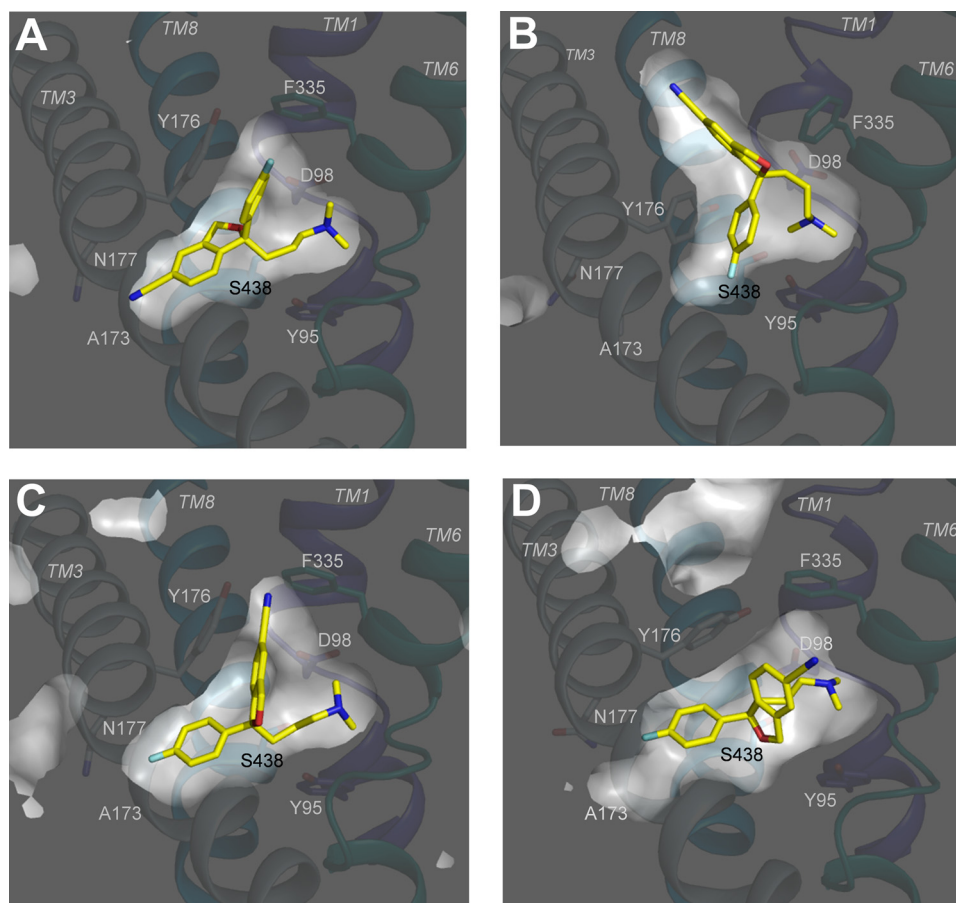 A
TM8
TM1
TM6
TM3
F335
Y176
D98
N177
S438
A173
Y95
B
TM1
TM3
TM8
TM6
F335
D98
Y176
N177
S438
Y95
A173
C
TM8
TM1
TM6
TM3
F335
Y176
D98
N177
S438
A173
Y95
D
TM8
TM1
TM6
TM3
F335
Y176
D98
N177
S438
Y95
A173